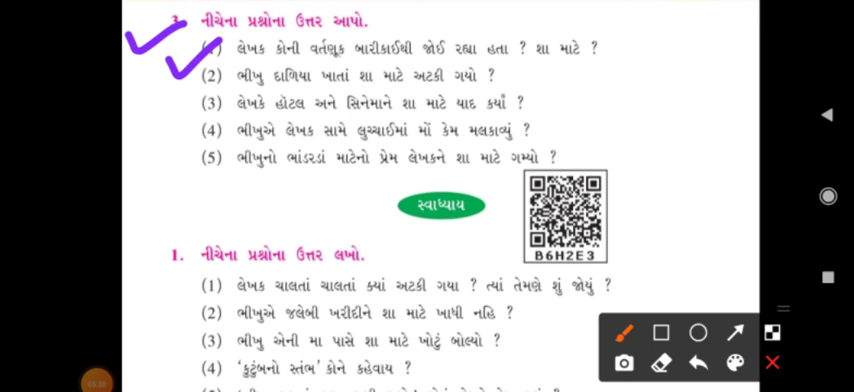 3. નીચેના પ્રશ્નોના ઉત્તર આપો.
(1) લેખક કોની વર્તણૂક બારીકાઈથી જોઈ રહ્યા હતા ? શા માટે ?
(2) ભીખુ દાળિયા ખાતાં શા માટે અટકી ગયો ?
(3) લેખકે હૉટલ અને સિનેમાને શા માટે યાદ કર્યાં ?
(4) ભીખુએ લેખક સામે લુચ્ચાઈમાં મોં કેમ મલકાવ્યું ?
(5) ભીખુનો ભાંડરડાં માટેનો પ્રેમ લેખકને શા માટે ગમ્યો ?
સ્વાધ્યાય
B6H2E3
1. નીચેના પ્રશ્નોના ઉત્તર લખો.
(1) લેખક ચાલતાં ચાલતાં ક્યાં અટકી ગયા ? ત્યાં તેમણે શું જોયું ?
(2) ભીખુએ જલેબી ખરીદીને શા માટે ખાધી નહિ ?
(3) ભીખુ એની મા પાસે શા માટે ખોટું બોલ્યો ?
(4) ‘કુટુંબનો સ્તંભ’ કોને કહેવાય ?